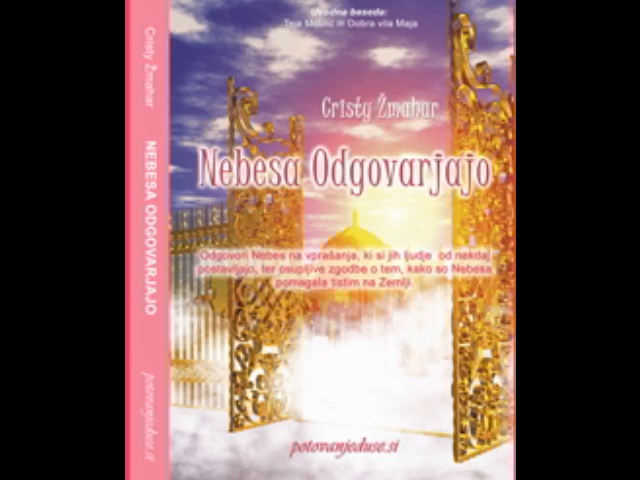 Uvodna beseda:
Teja Močnic in Dobra vila Maja
Cristy Žmahar
Nebesa Odgovarjajo
Odgovori Nebes na vprašanja, ki si jih ljudje od nekdaj
postavljajo, ter osupljive zgodbe o tem, kako so Nebesa
pomagala tistim na Zemlji.
potovanjeduse.si
Cristy Žmahar
NEBESA ODGOVARJAJO
potovanjeduse.si